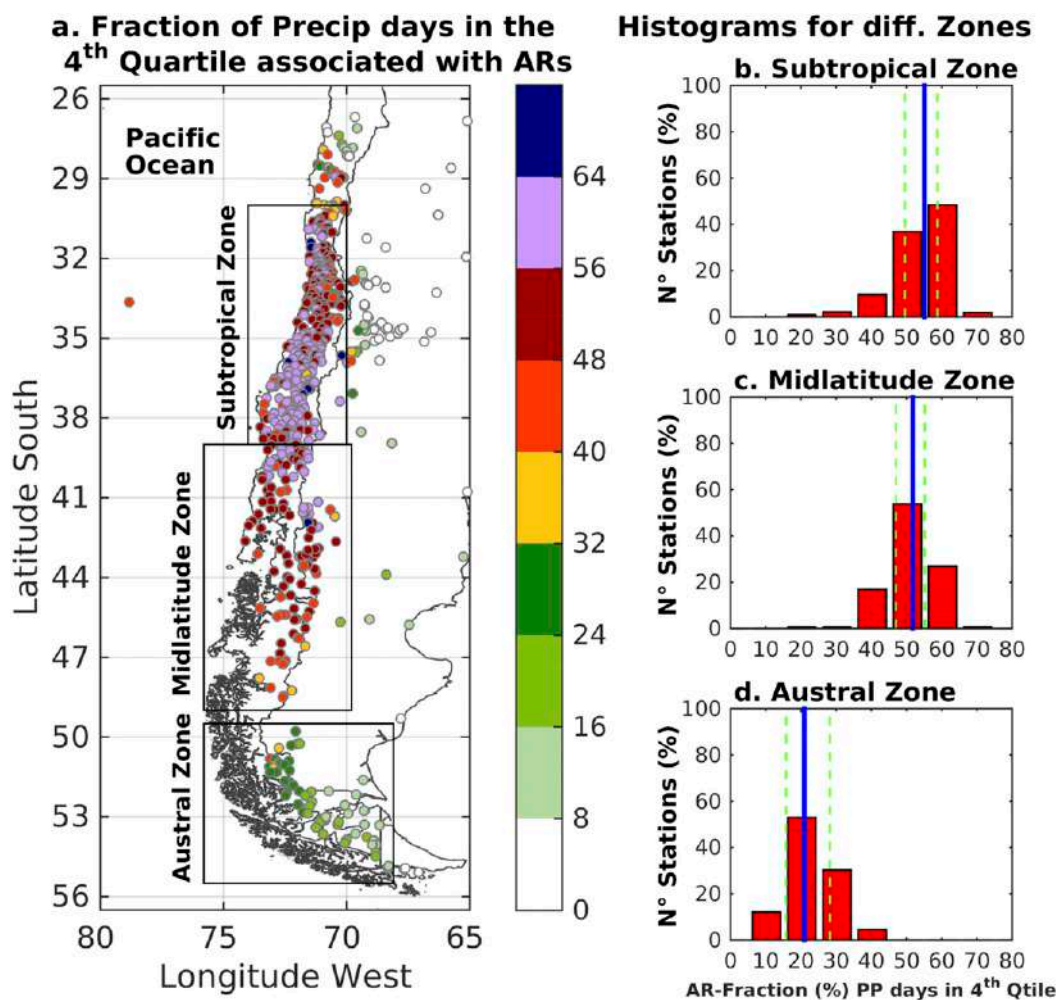 a. Fraction of Precip days in the
4th Quartile associated with ARs
Histograms for diff. Zones
Pacific
Ocean
Subtropical Zone
Midlatitude Zone
Austral Zone
Latitude South
26
29
32
35
38
41
44
47
50
53
56
80
75
70
65
Longitude West
64
56
48
40
32
24
16
8
0
b. Subtropical Zone
N° Stations (%)
100
80
60
40
20
0
0 10 20 30 40 50 60 70 80
c. Midlatitude Zone
N° Stations (%)
100
80
60
40
20
0
0 10 20 30 40 50 60 70 80
d. Austral Zone
N° Stations (%)
100
80
60
40
20
0
0 10 20 30 40 50 60 70 80
AR-Fraction (%) PP days in 4th Qtile